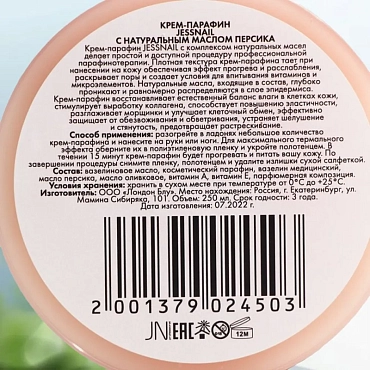 КРЕМ-ПАРАФИН
JESSNAIL
С НАТУРАЛЬНЫМ МАСЛОМ ПЕРСИКА
Крем-парафин JESSNAIL с комплексом натуральных масел
делает простой и доступной процедуру профессиональной
парафинотерапии. Плотная текстура крем-парафина тает при
нанесении на кожу обеспечивая эффект прогрева и расслабления,
раскрывает поры и создает условия для впитывания витаминов и
микроэлементов. Натуральные масла, входящие в состав, глубоко
проникают и равномерно распределяются в слое эпидермиса.
Крем-парафин восстанавливает естественный баланс влаги в клетках кожи,
стимулирует выработку коллагена, способствует повышению эластичности,
разглаживает морщинки и улучшает клеточный обмен, эффективно
защищает от обезвоживания и обветривания, устраняет шелушение
и стянутость, предотвращает растрескивание.
Способ применения: разогрейте в ладонях небольшое количество
крем-парафина и нанесите на руки или ноги. Для максимального термального
эффекта оберните их в полиэтиленовую пленку и укройте полотенцем. В
течении 15 минут крем-парафин будет прогревать и питать вашу кожу. По
завершении процедуры снимите пленку, полотенцем и удалите излишки сухой салфеткой.
Состав: вазелиновое масло, косметический парафин, вазелин медицинский,
масло персика, масло оливковое, витамин А, витамин Е, парфюмерная композиция.
Условия хранения: хранить в сухом месте при температуре от 0°C до +25°C.
Изготовитель: ООО «Лондон Блу». Место нахождения: Россия, г. Екатеринбург, ул.
Мамина Сибиряка, 101. Объем: 250 мл. Срок годности: 3 года.
Дата изготовления: 07.2022 г.
2 001379 024503
JN EAC 12M